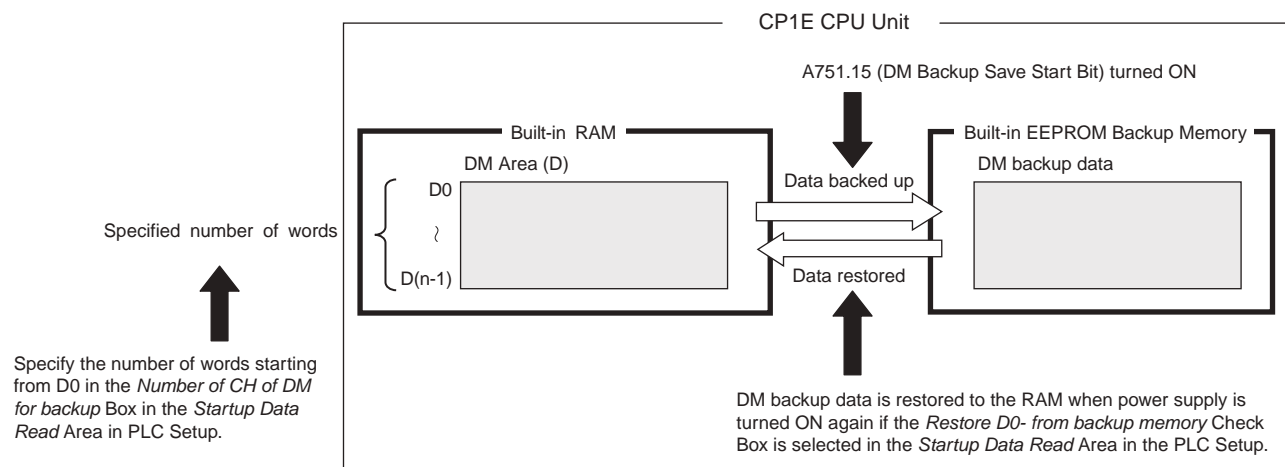 CP1E CPU Unit
A751.15 (DM Backup Save Start Bit) turned ON
Built-in RAM
Built-in EEPROM Backup Memory
DM Area (D)
DM backup data
D0
~
D(n-1)
Specified number of words
Data backed up
Data restored
Specify the number of words starting
from D0 in the Number of CH of DM
for backup Box in the Startup Data
Read Area in PLC Setup.
DM backup data is restored to the RAM when power supply is
turned ON again if the Restore D0- from backup memory Check
Box is selected in the Startup Data Read Area in the PLC Setup.